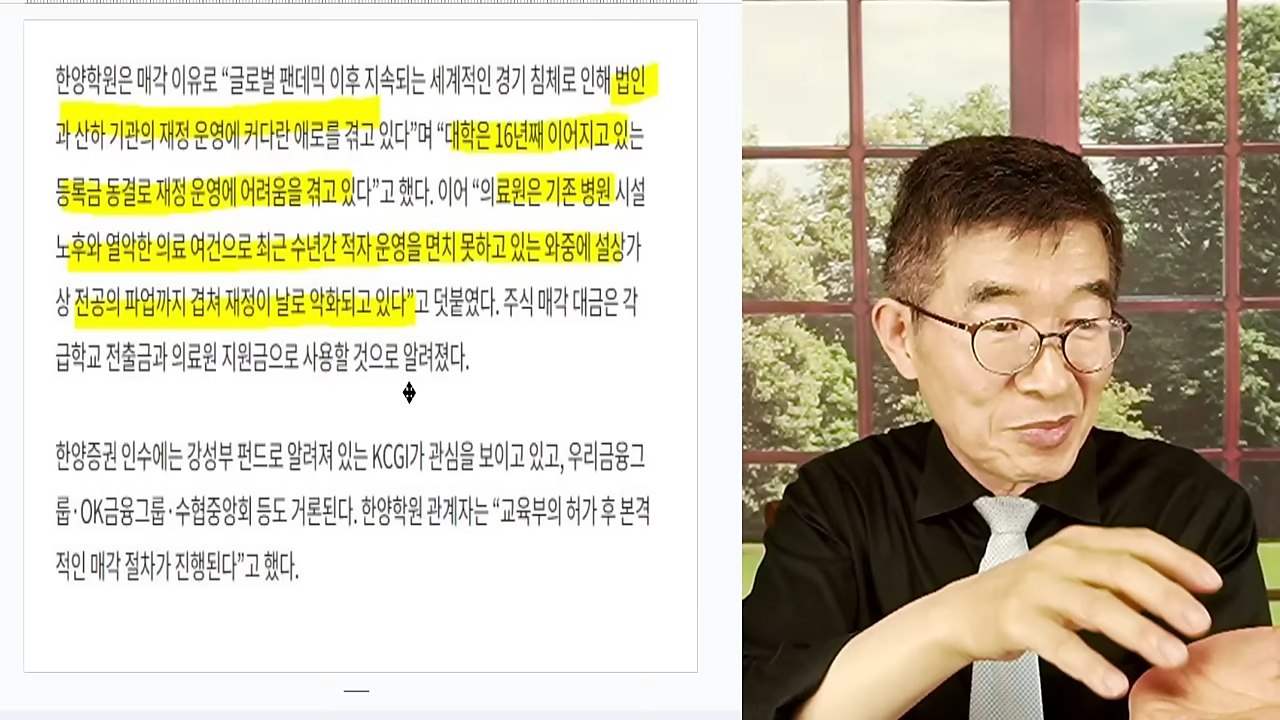 한양학원은 매각 이유로 “글로벌 팬데믹 이후 지속되는 세계적인 경기 침체로 인해 법인
과 산하 기관의 재정 운영에 커다란 애로를 겪고 있다”며 “대학은 16년째 이어지고 있는
등록금 동결로 재정 운영에 어려움을 겪고 있다”고 했다. 이어 “의료원은 기존 병원 시설
노후와 열악한 의료 여건으로 최근 수년간 적자 운영을 면치 못하고 있는 와중에 설상가
상 전공의 파업까지 겹쳐 재정이 날로 악화되고 있다”고 덧붙였다. 주식 매각 대금은 각
급학교 전출금과 의료원 지원금으로 사용할 것으로 알려졌다.
한양증권 인수에는 강성부 펀드로 알려져 있는 KCGI가 관심을 보이고 있고, 우리금융그
룹·OK금융그룹·수협중앙회 등도 거론된다. 한양학원 관계자는 “교육부의 허가 후 본격
적인 매각 절차가 진행된다”고 했다.